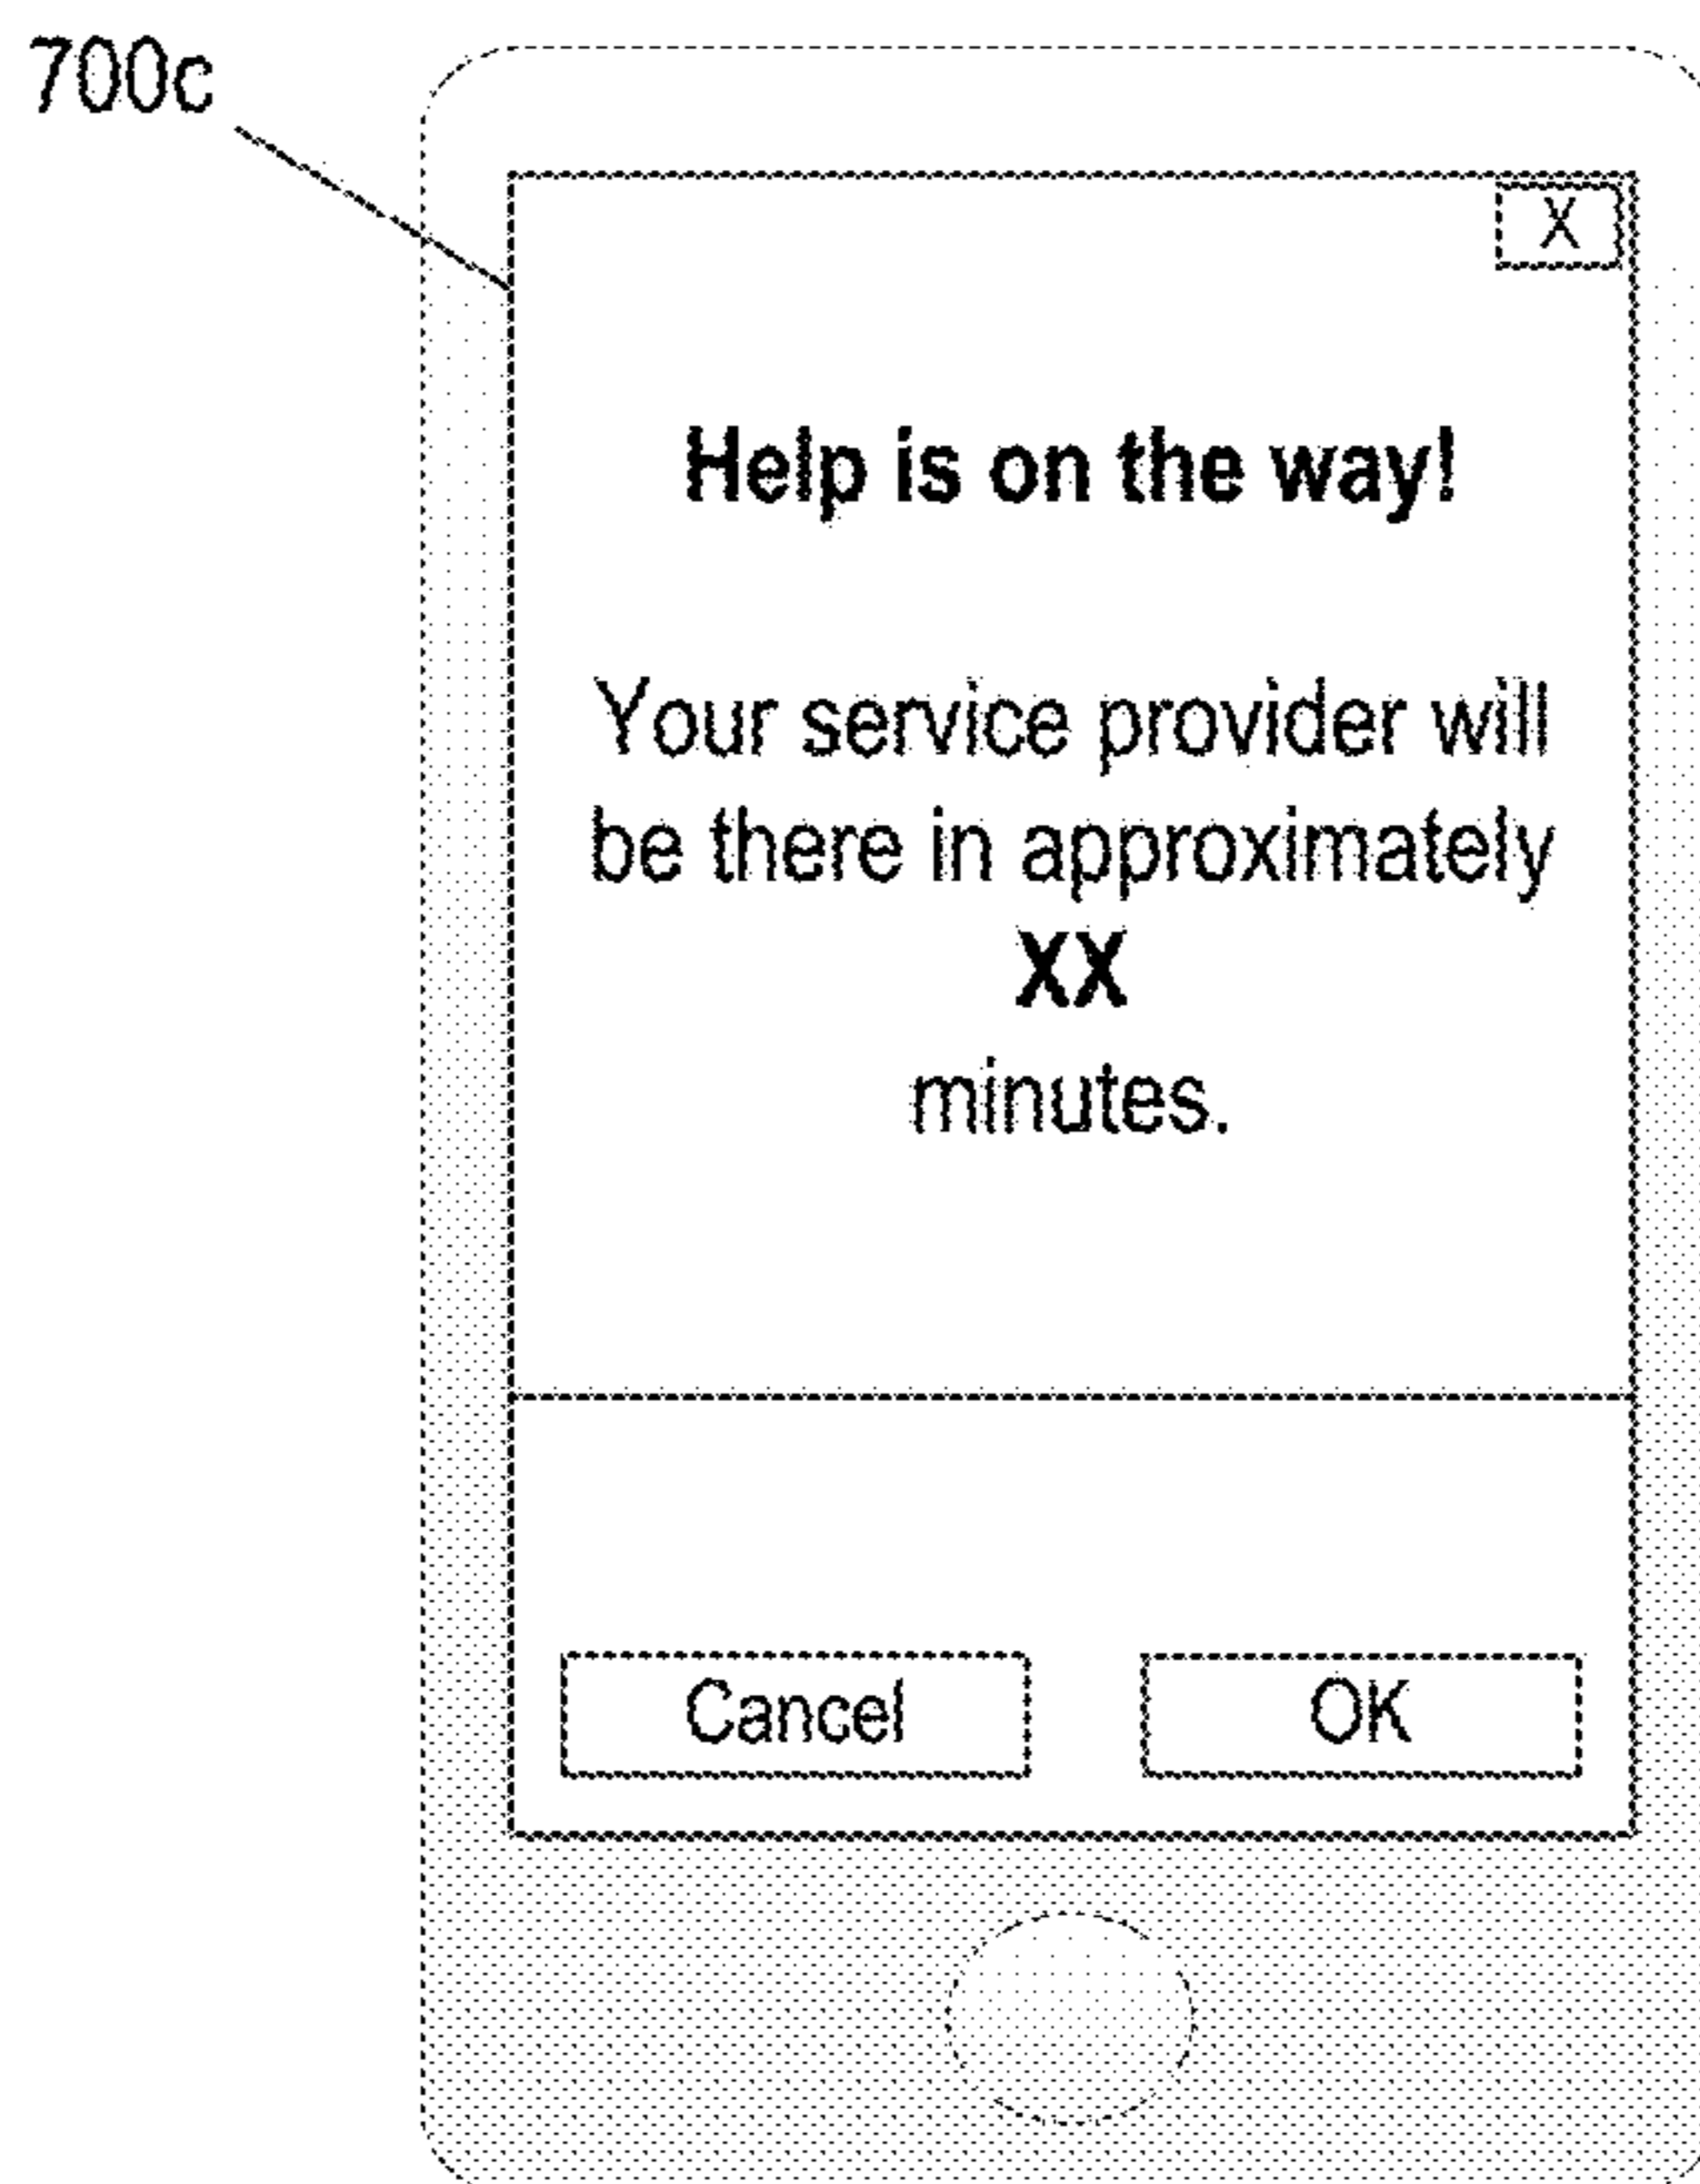 700c
X
Help is on the way!
Your service provider will
be there in approximately
XX
minutes.
Cancel
OK